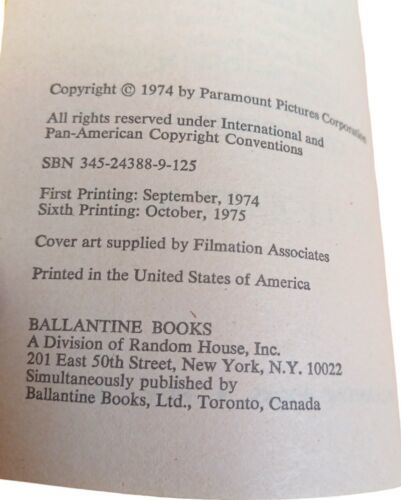 Copyright © 1974 by Paramount Pictures Corporation
All rights reserved under International and
Pan-American Copyright Conventions
SBN 345-24388-9-125
First Printing: September, 1974
Sixth Printing: October, 1975
Cover art supplied by Filmation Associates
Printed in the United States of America
BALLANTINE BOOKS
A Division of Random House, Inc.
201 East 50th Street, New York, N.Y. 10022
Simultaneously published by
Ballantine Books, Ltd., Toronto, Canada